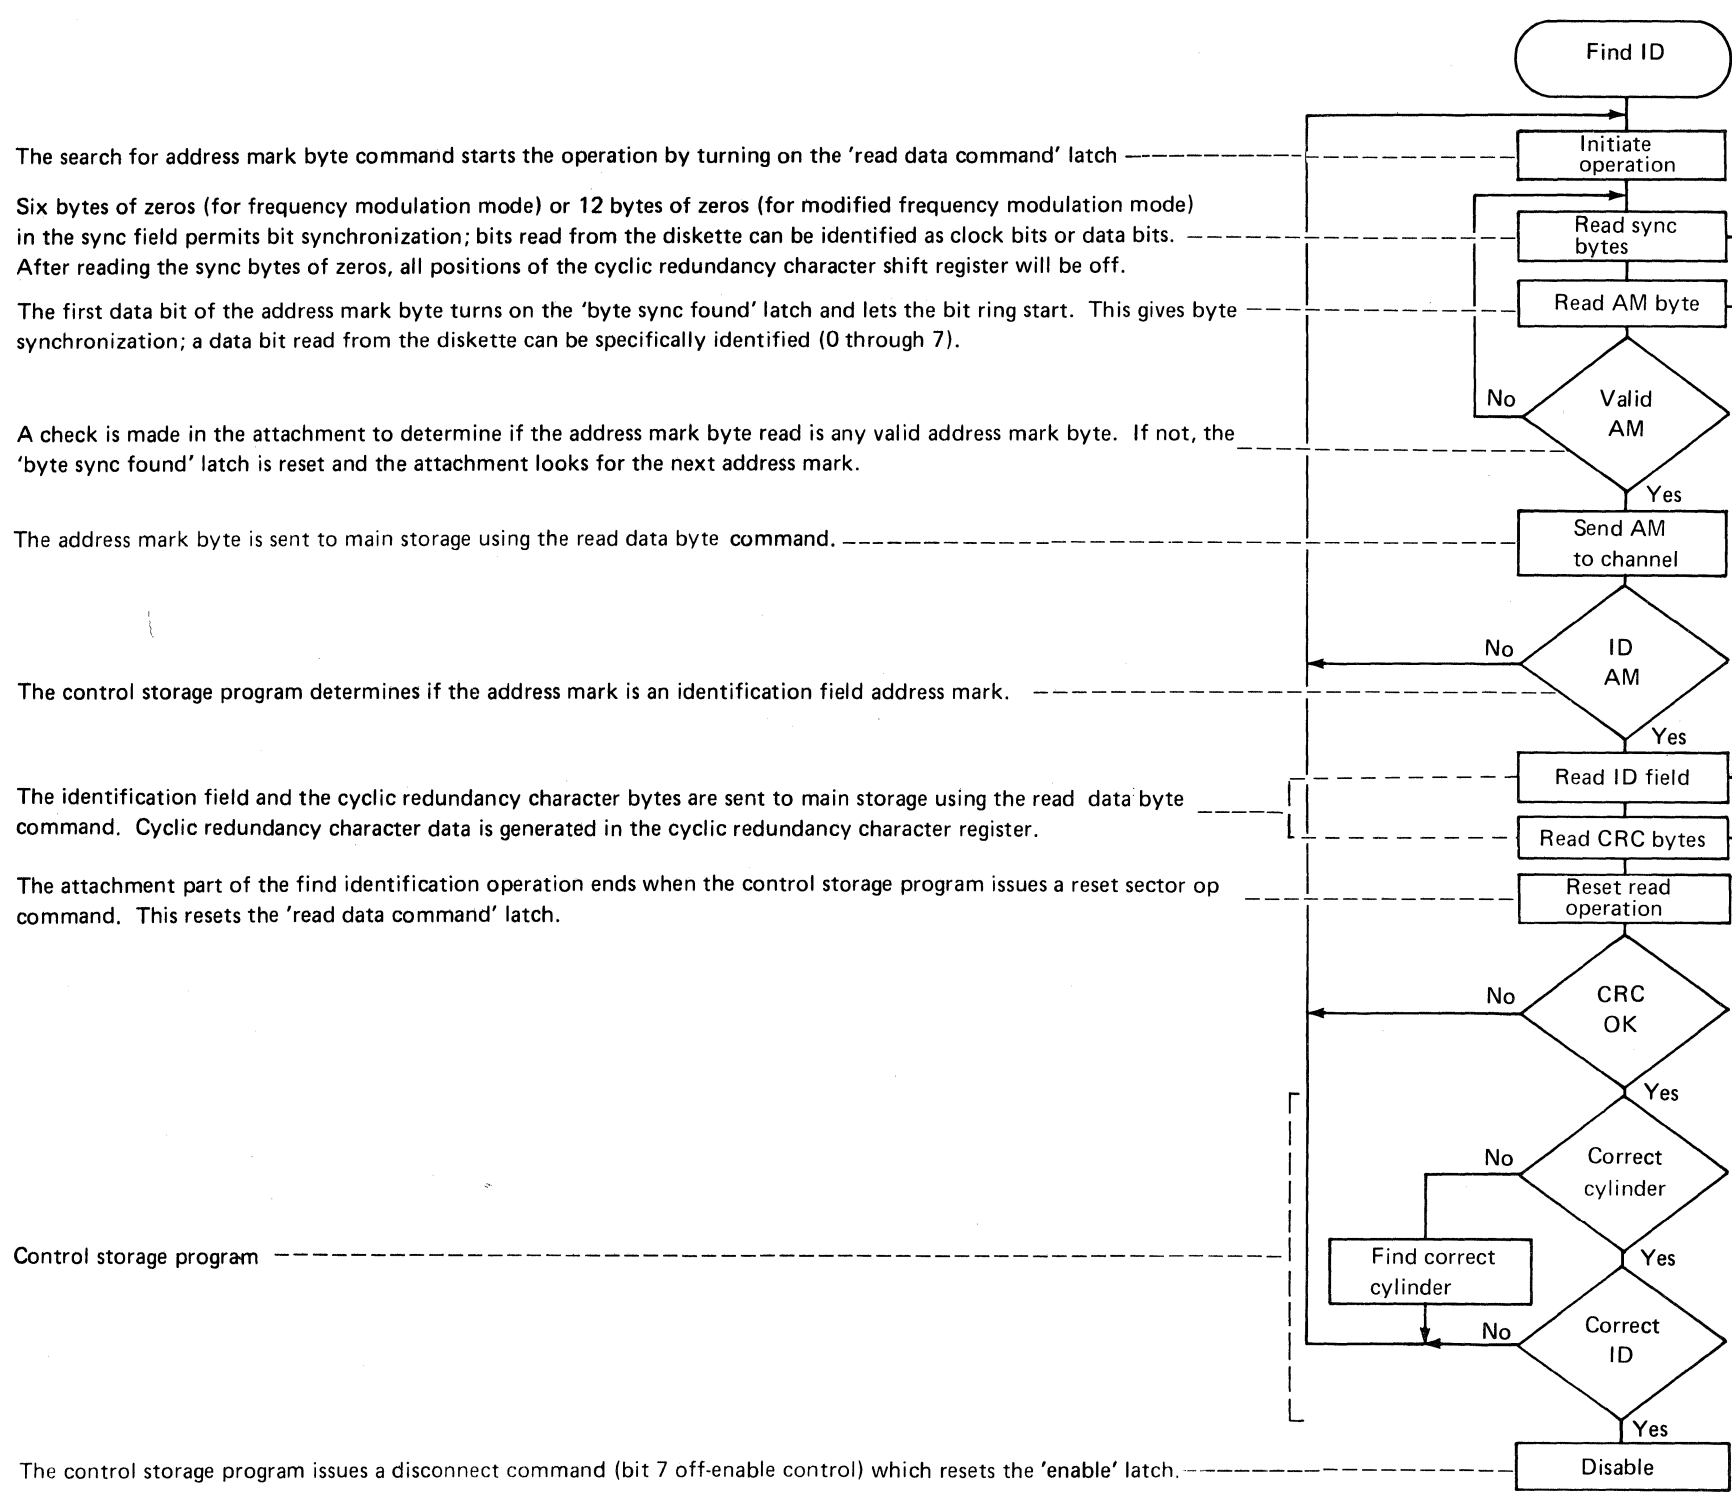 Find ID
The search for address mark byte command starts the operation by turning on the 'read data command' latch
Initiate
operation
Six bytes of zeros (for frequency modulation mode) or 12 bytes of zeros (for modified frequency modulation mode)
in the sync field permits bit synchronization; bits read from the diskette can be identified as clock bits or data bits.
After reading the sync bytes of zeros, all positions of the cyclic redundancy character shift register will be off.
Read sync
bytes
The first data bit of the address mark byte turns on the 'byte sync found' latch and lets the bit ring start. This gives byte
synchronization; a data bit read from the diskette can be specifically identified (0 through 7).
Read AM byte
No
Valid
AM
A check is made in the attachment to determine if the address mark byte read is any valid address mark byte. If not, the
'byte sync found' latch is reset and the attachment looks for the next address mark.
Yes
The address mark byte is sent to main storage using the read data byte command.
Send AM
to channel
No
ID
AM
The control storage program determines if the address mark is an identification field address mark.
Yes
Read ID field
The identification field and the cyclic redundancy character bytes are sent to main storage using the read data byte
command. Cyclic redundancy character data is generated in the cyclic redundancy character register.
Read CRC bytes
The attachment part of the find identification operation ends when the control storage program issues a reset sector op
command. This resets the 'read data command' latch.
Reset read
operation
No
CRC
OK
Yes
No
Correct
cylinder
Control storage program
Find correct
cylinder
Yes
No
Correct
ID
Yes
The control storage program issues a disconnect command (bit 7 off-enable control) which resets the 'enable' latch.
Disable